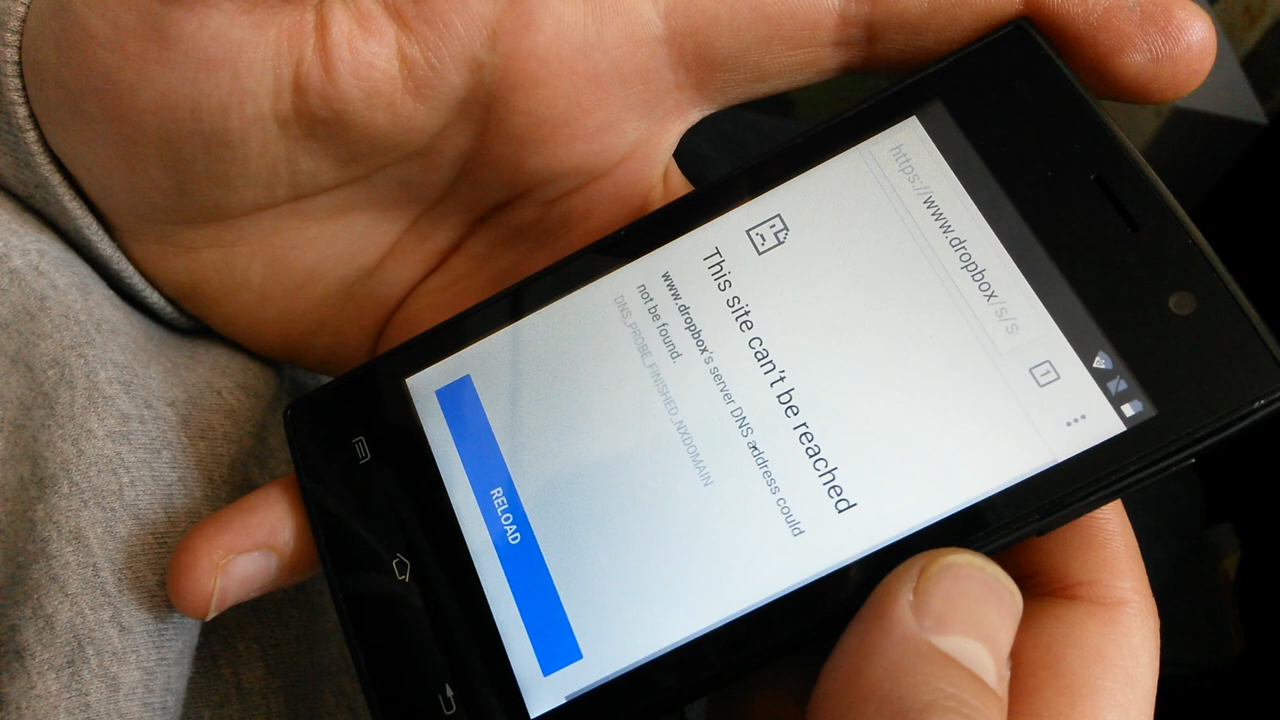 https://www.dropbox/s/s
1
This site can't be reached
www.dropbox's server DNS address could
not be found.
DNS_PROBE_FINISHED_NXDOMAIN
RELOAD